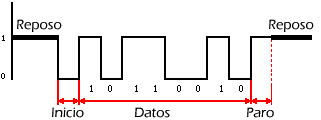 Reposo Reposo
1
0
1 0 1 1 0 0 1 0
Inicio Datos Paro